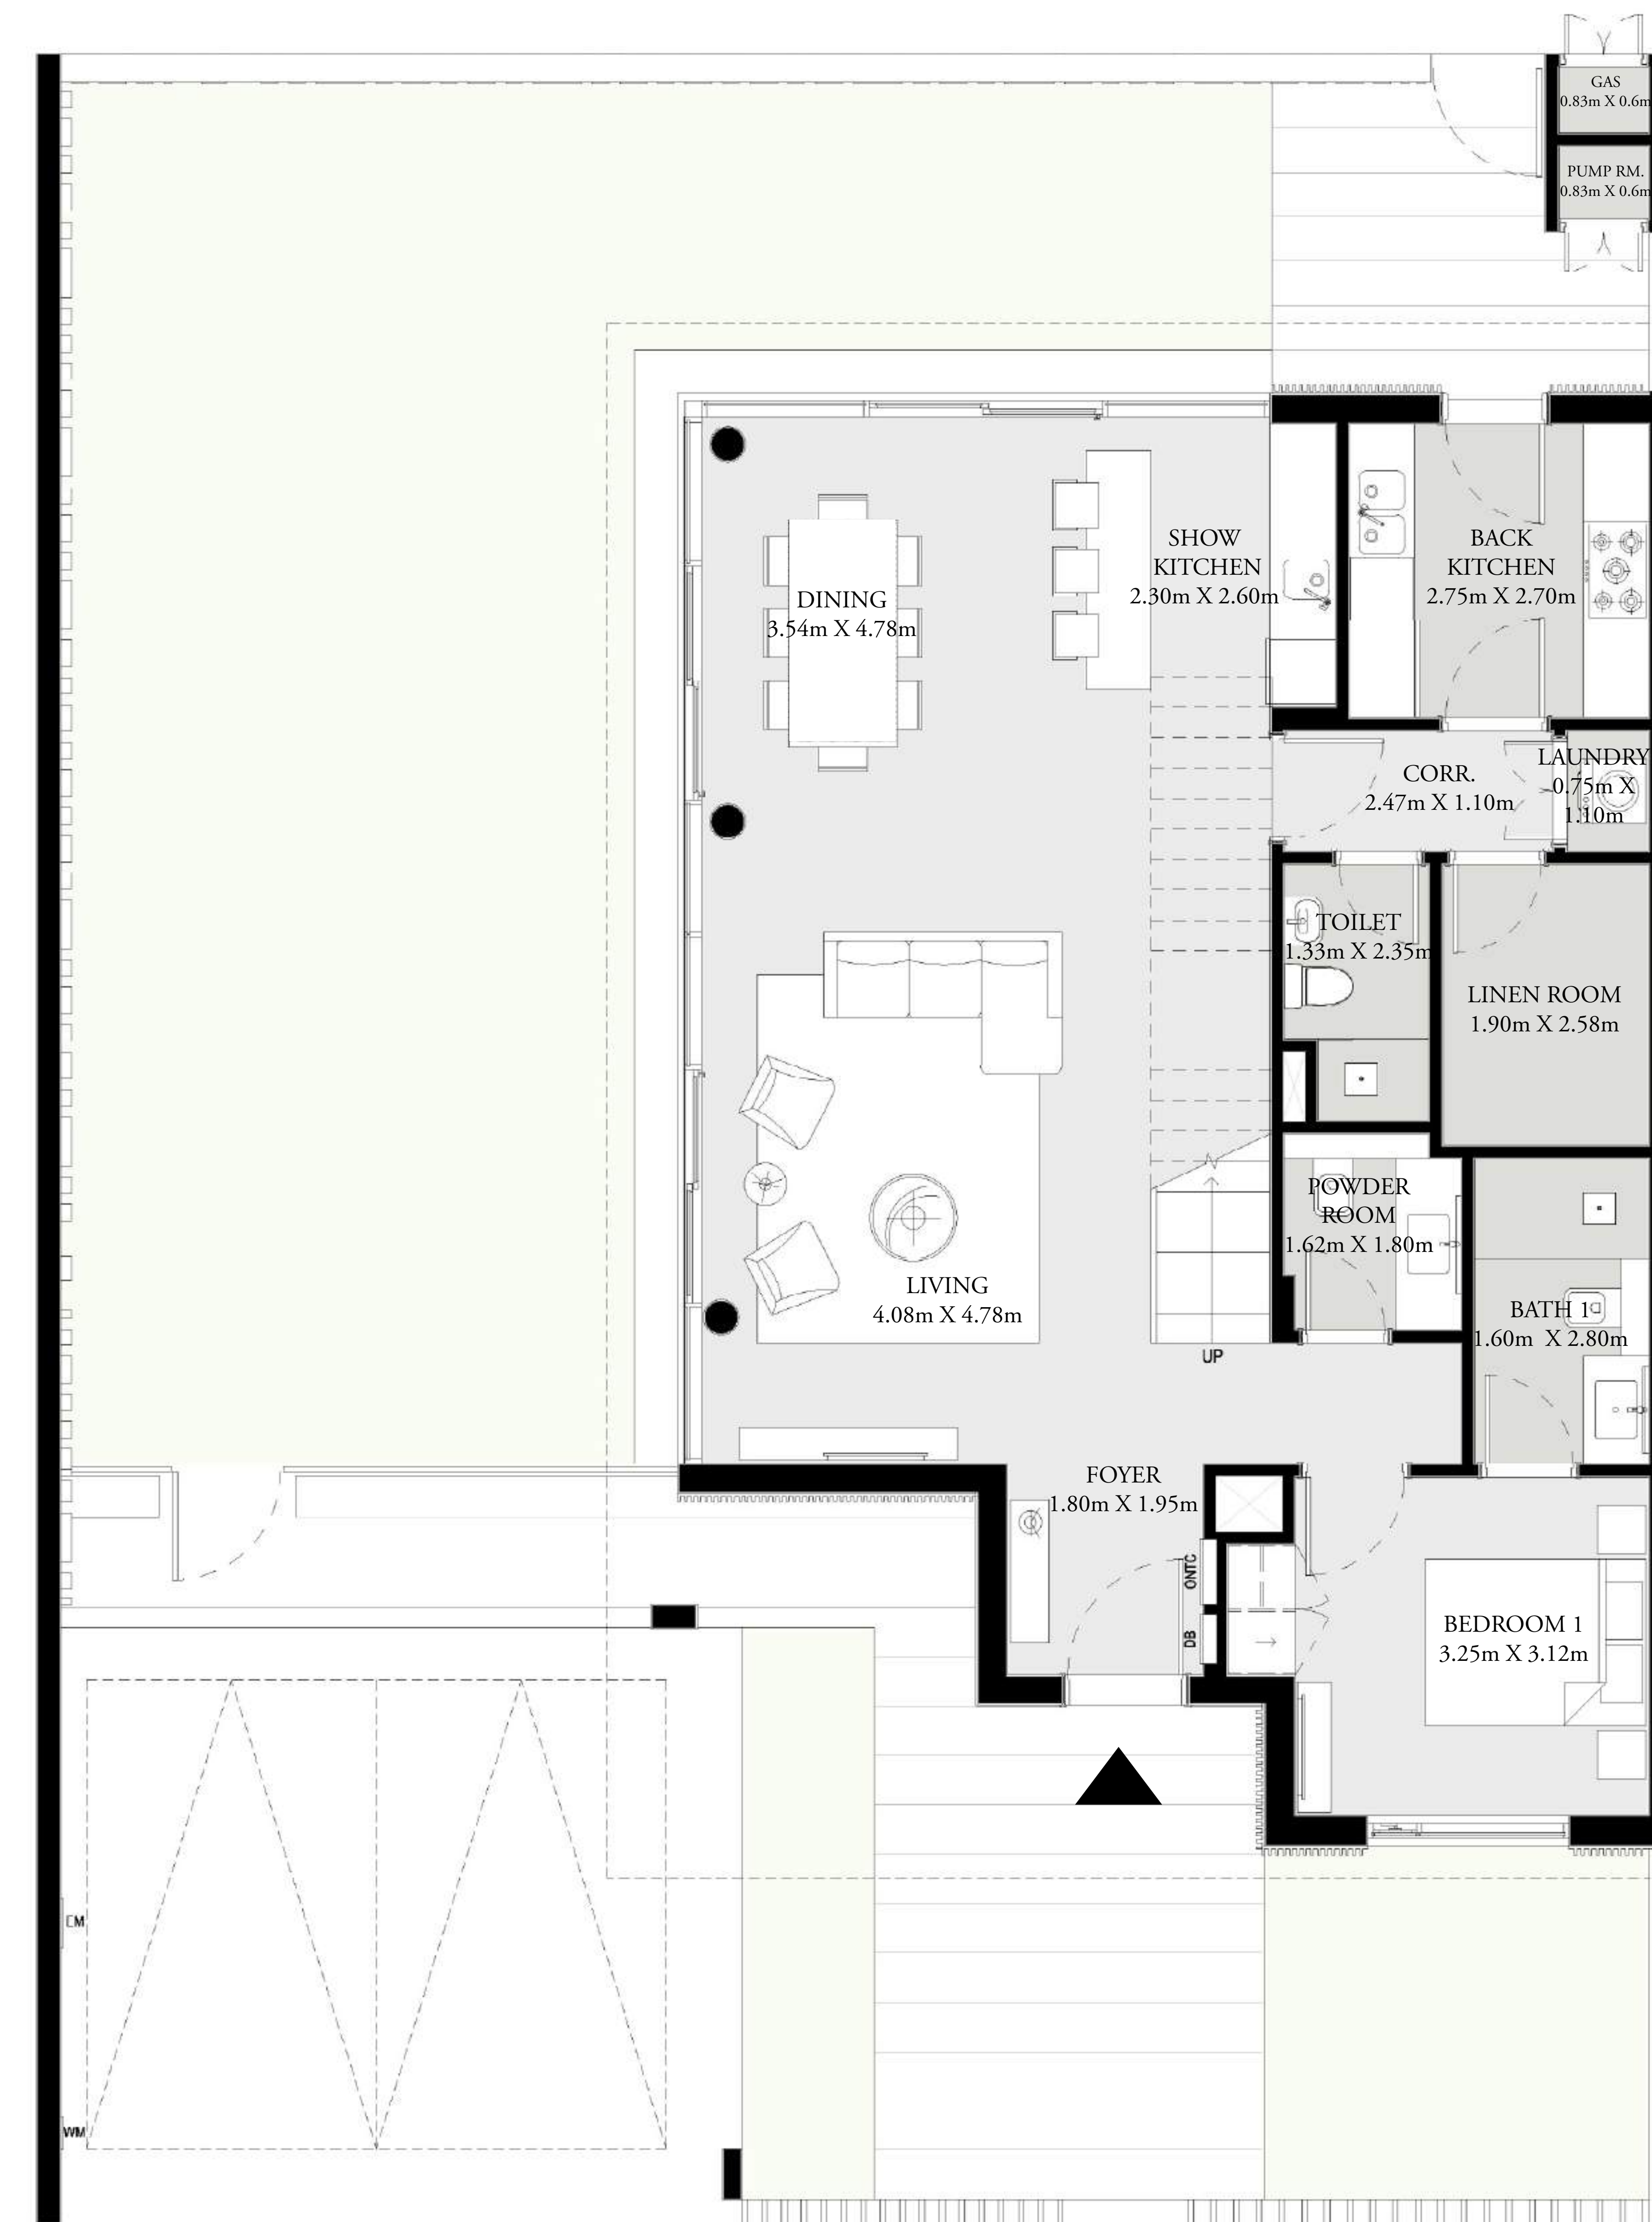 GAS
0.83m X 0.6m
PUMP RM.
0.83m X 0.6m
SHOW
KITCHEN
2.30m X 2.60m
BACK
KITCHEN
2.75m X 2.70m
DINING
3.54m X 4.78m
CORR.
2.47m X 1.10m
LAUNDRY
0.75m X
1.10m
TOILET
1.33m X 2.35m
LINEN ROOM
1.90m X 2.58m
POWDER
ROOM
1.62m X 1.80m
LIVING
4.08m X 4.78m
BATH 1
1.60m X 2.80m
UP
FOYER
1.80m X 1.95m
ONTC
DB
BEDROOM 1
3.25m X 3.12m
EM
WM